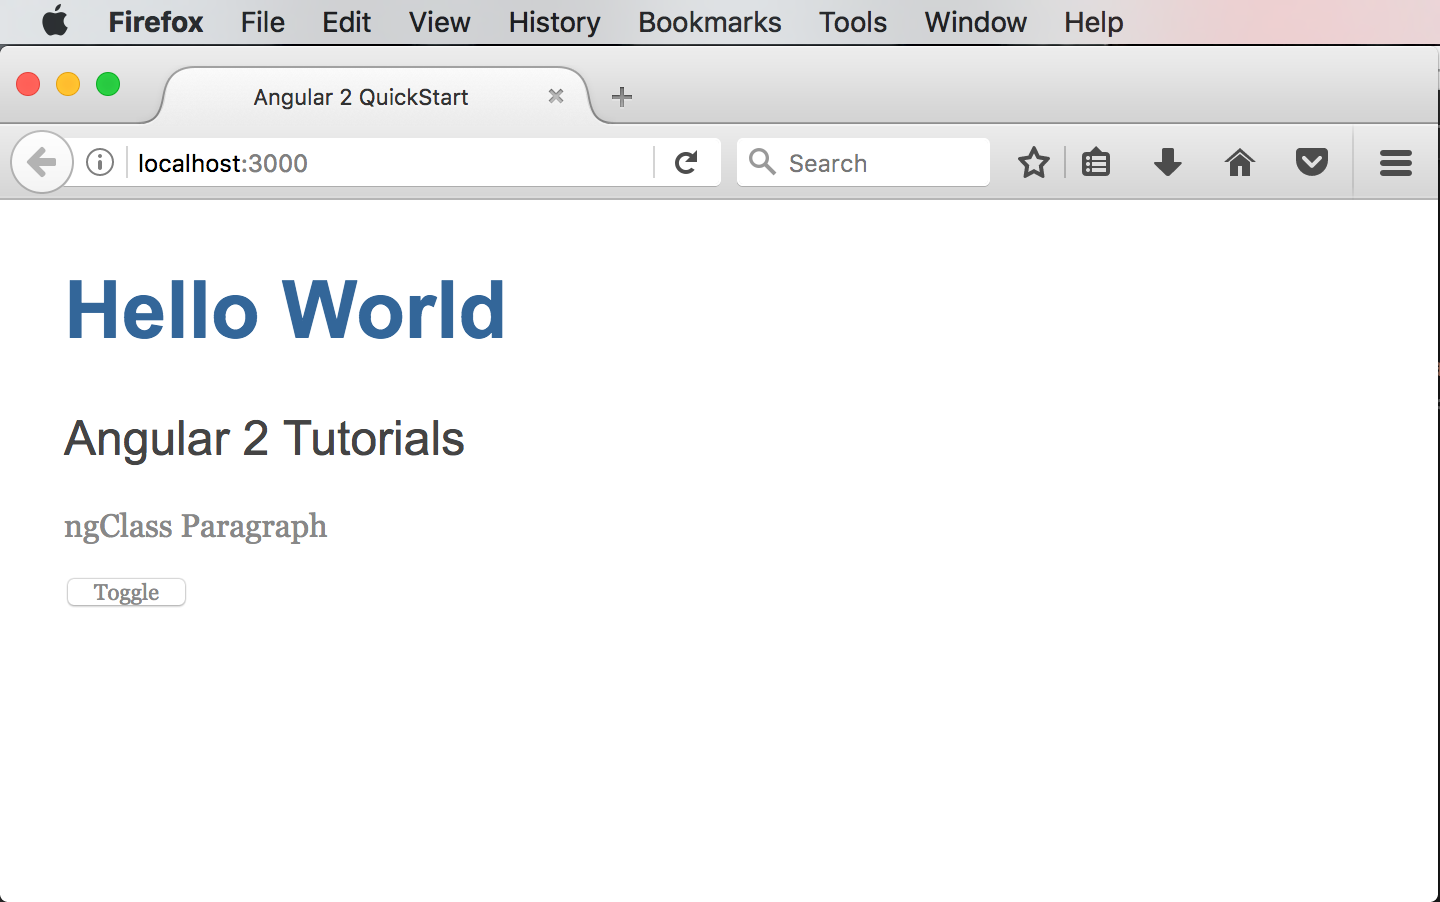 Firefox File Edit View History Bookmarks Tools Window Help
Angular 2 QuickStart
localhost:3000 Search
Hello World
Angular 2 Tutorials
ngClass Paragraph
Toggle